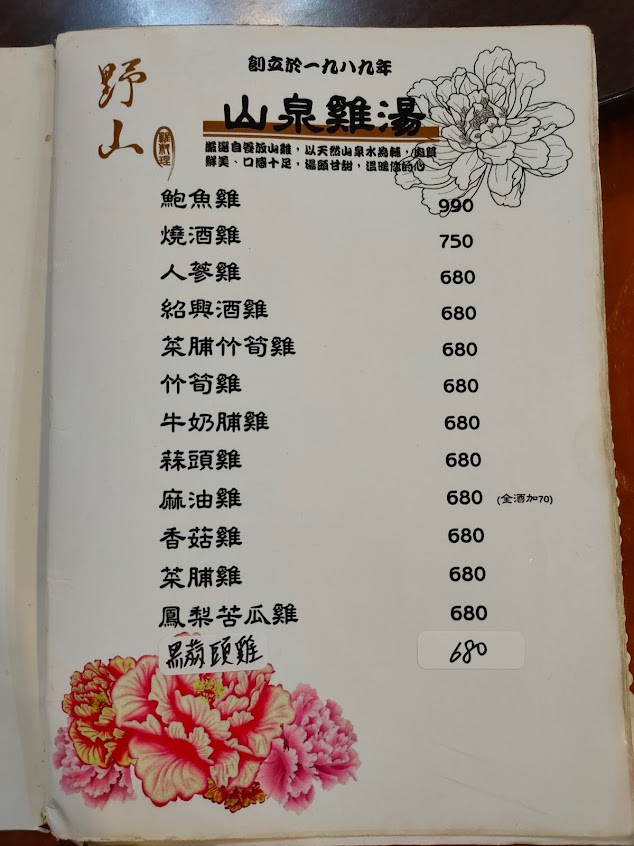 創立於一九八九年
野山
雞料理
山泉雞湯
嚴選自養放山雞，以天然山泉水為輔，肉質
鮮美、口感十足，湯頭甘甜，溫暖您的心
鮑魚雞 990
燒酒雞 750
人蔘雞 680
紹興酒雞 680
菜脯竹筍雞 680
竹筍雞 680
牛奶脯雞 680
蒜頭雞 680
麻油雞 680 (全酒加70)
香菇雞 680
菜脯雞 680
鳳梨苦瓜雞 680
黑蒜頭雞 680